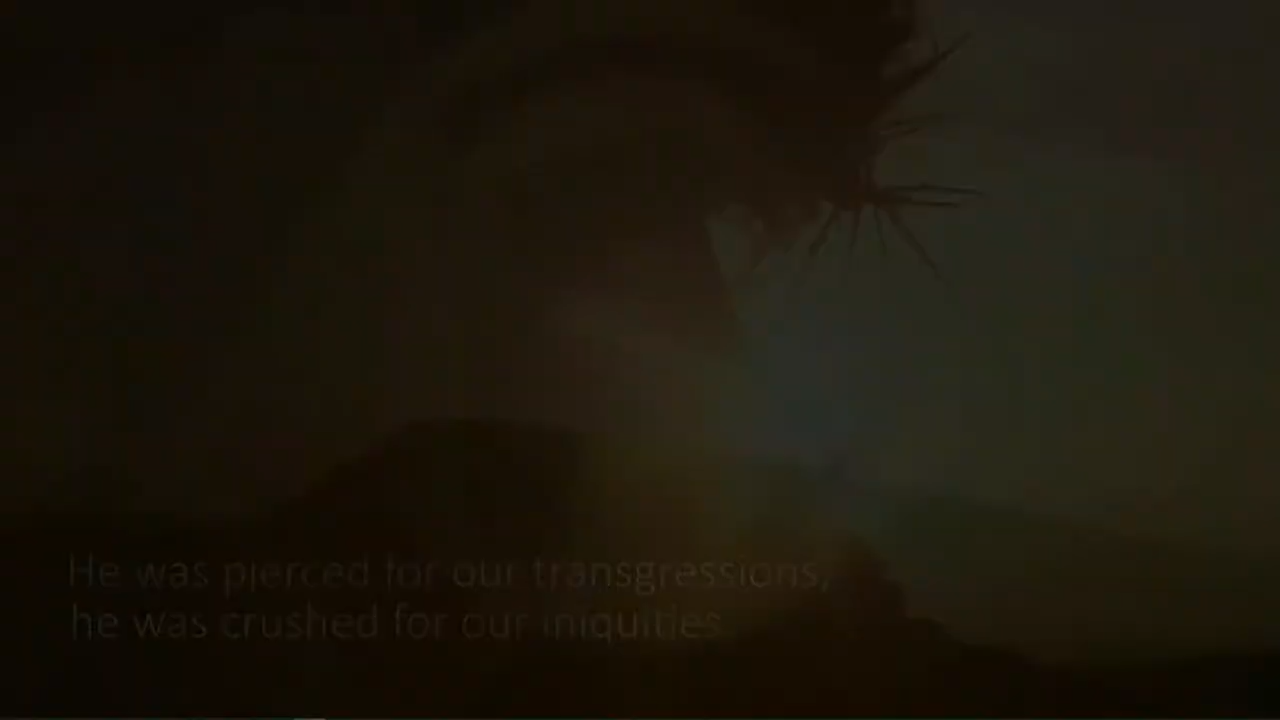 He was pierced for our transgressions,
he was crushed for our iniquities